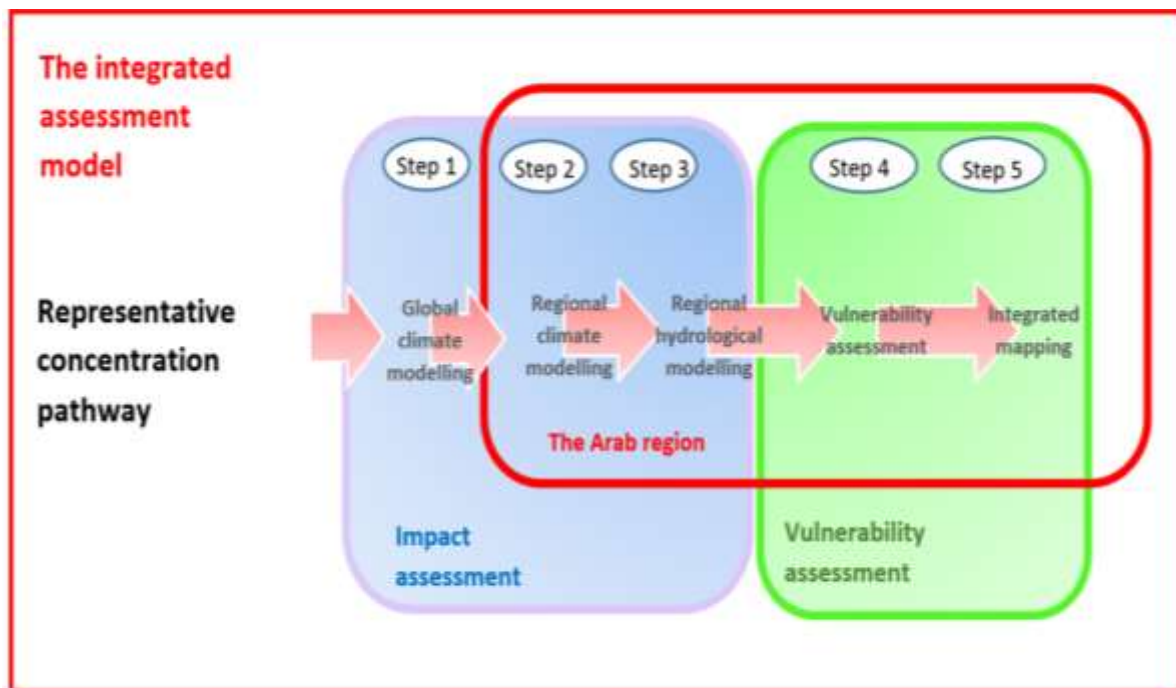 The integrated
assessment
model
Step 1
Step 2
Step 3
Step 4
Step 5
Representative
concentration
pathway
Global
climate
modelling
Regional
climate
modelling
Regional
hydrological
modelling
Vulnerability
assessment
Integrated
mapping
The Arab region
Impact
assessment
Vulnerability
assessment